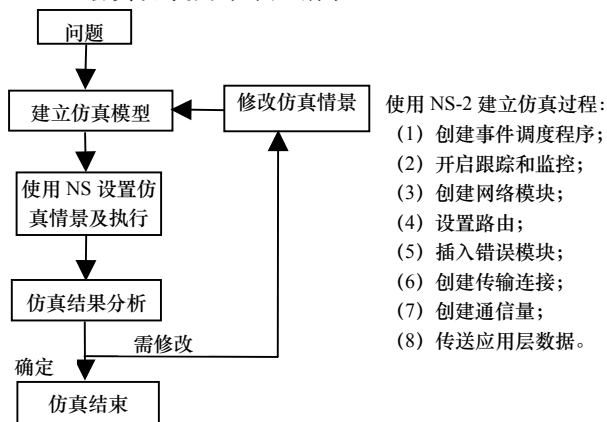 问题
建立仿真模型
修改仿真情景
使用 NS 设置仿
真情景及执行
仿真结果分析
需修改
确定
仿真结束
使用 NS-2 建立仿真过程:
(1) 创建事件调度程序;
(2) 开启跟踪和监控;
(3) 创建网络模块;
(4) 设置路由;
(5) 插入错误模块;
(6) 创建传输连接;
(7) 创建通信量;
(8) 传送应用层数据。